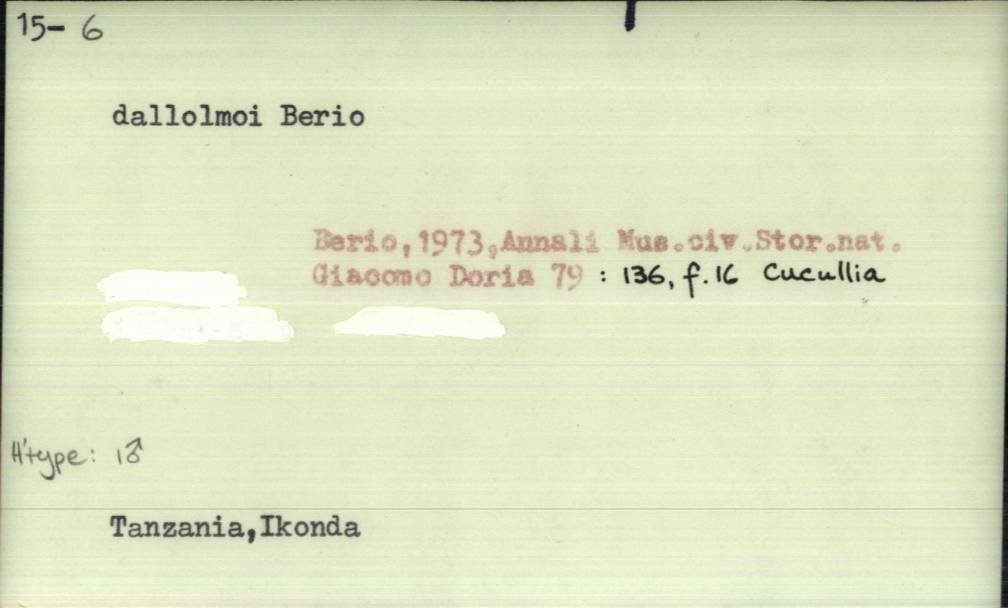 15- 6
dallolmoi Berio
Berio,1973,Annali Mus.civ.Stor.nat.
Giacomo Doria 79 : 136, f.16 Cucullia
H'type: 1♂
Tanzania,Ikonda